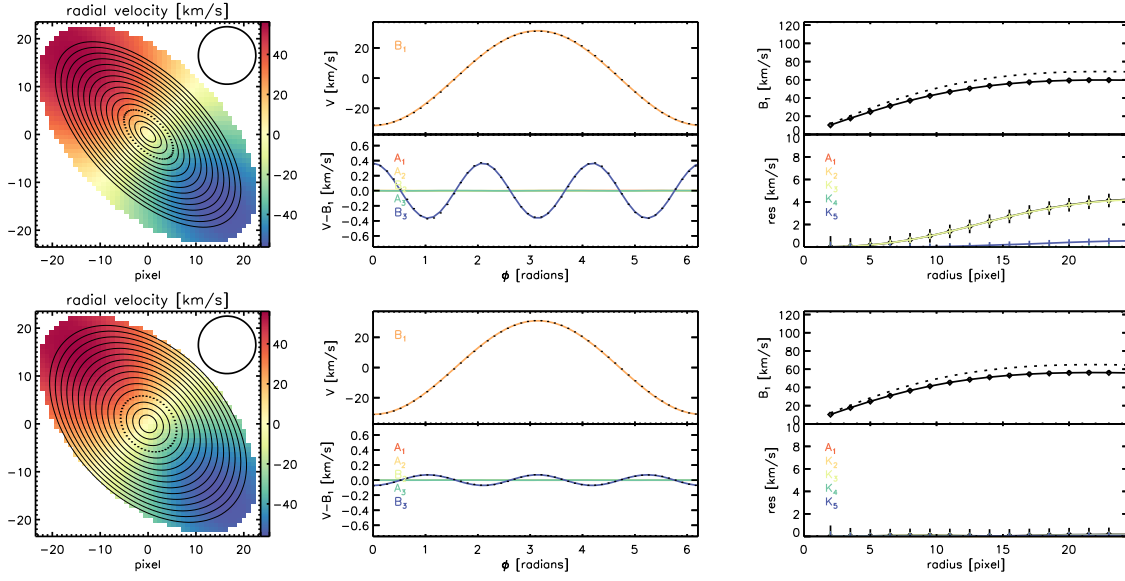 radial velocity [km/s]
20
10
0
−10
−20
−20 −10 0 10 20
pixel
40
20
0
−20
−40
B₁
V [km/s]
20
0
−20
A₁
A₂
A₃
B₃
V−B₁ [km/s]
0.6
0.4
0.2
0.0
−0.2
−0.4
−0.6
0 1 2 3 4 5 6
ϕ [radians]
B₁ [km/s]
120
100
80
60
40
20
0
A₁
K₂
K₃
K₄
K₅
res [km/s]
10
8
6
4
2
0
0 5 10 15 20
radius [pixel]
radial velocity [km/s]
20
10
0
−10
−20
−20 −10 0 10 20
pixel
40
20
0
−20
−40
B₁
V [km/s]
20
0
−20
A₁
A₂
A₃
B₃
V−B₁ [km/s]
0.6
0.4
0.2
0.0
−0.2
−0.4
−0.6
0 1 2 3 4 5 6
ϕ [radians]
B₁ [km/s]
120
100
80
60
40
20
0
A₁
K₂
K₃
K₄
K₅
res [km/s]
10
8
6
4
2
0
0 5 10 15 20
radius [pixel]